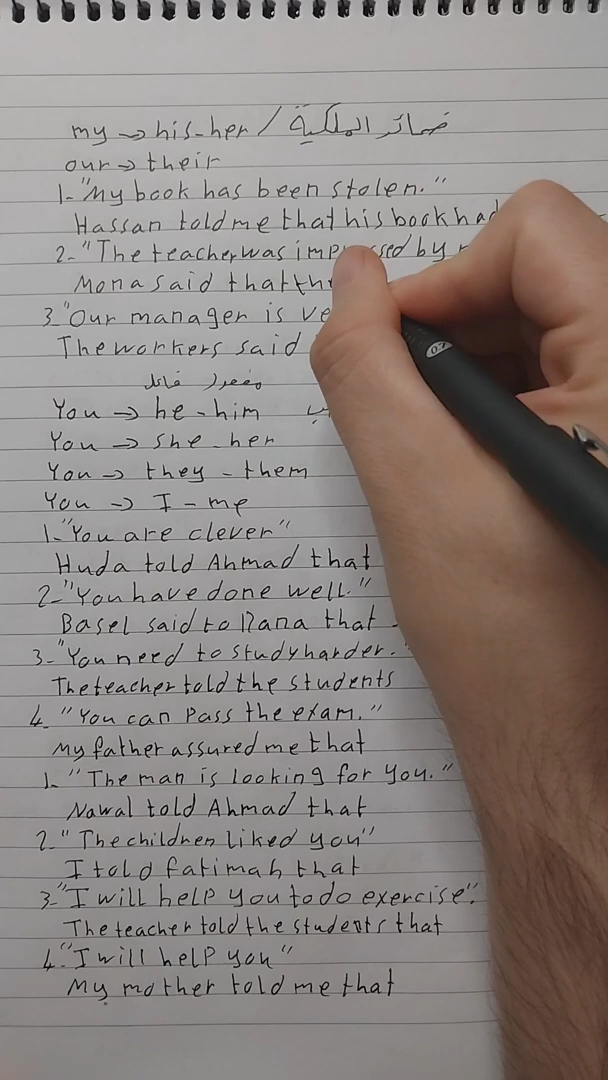 my → his-her / ضمائر الملكية
our → their
1-"My book has been stolen."
Hassan told me that his book had
2-"The teacher was impressed by
Mona said that the
3-"Our manager is ve
The workers said
مفعول فاعل
You → he-him
You → she-her
You → they-them
You → I-me
1-"You are clever"
Huda told Ahmad that
2-"You have done well."
Basel said to Rana that
3-"You need to study harder."
The teacher told the students
4-"You can pass the exam."
My father assured me that
1-"The man is looking for you."
Nawal told Ahmad that
2-"The children liked you"
I told fatimah that
3-"I will help you to do exercise".
The teacher told the students that
4-"I will help you"
My mother told me that